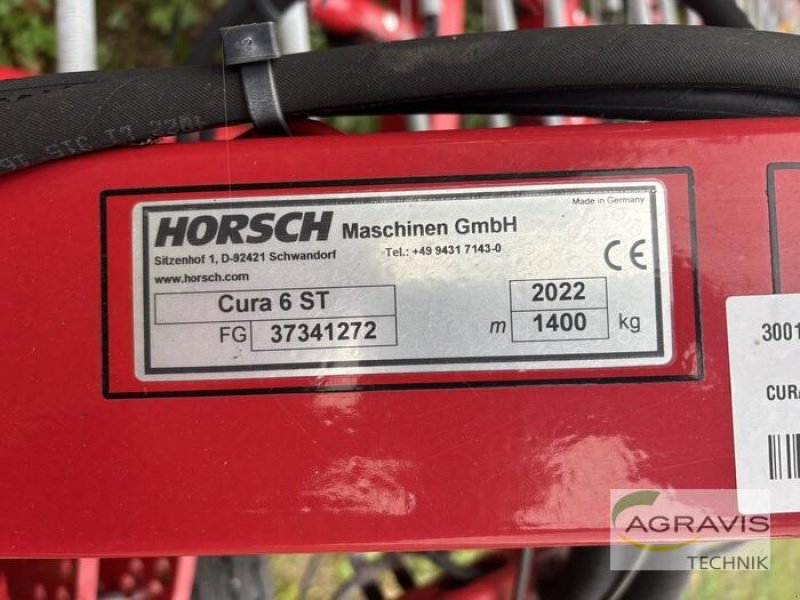 HORSCH Maschinen GmbH
Made in Germany
Sitzenhof 1, D-92421 Schwandorf
Tel.: +49 9431 7143-0
www.horsch.com
CE
Cura 6 ST
2022
FG 37341272
m 1400 kg
3001
CURA
AGRAVIS
TECHNIK